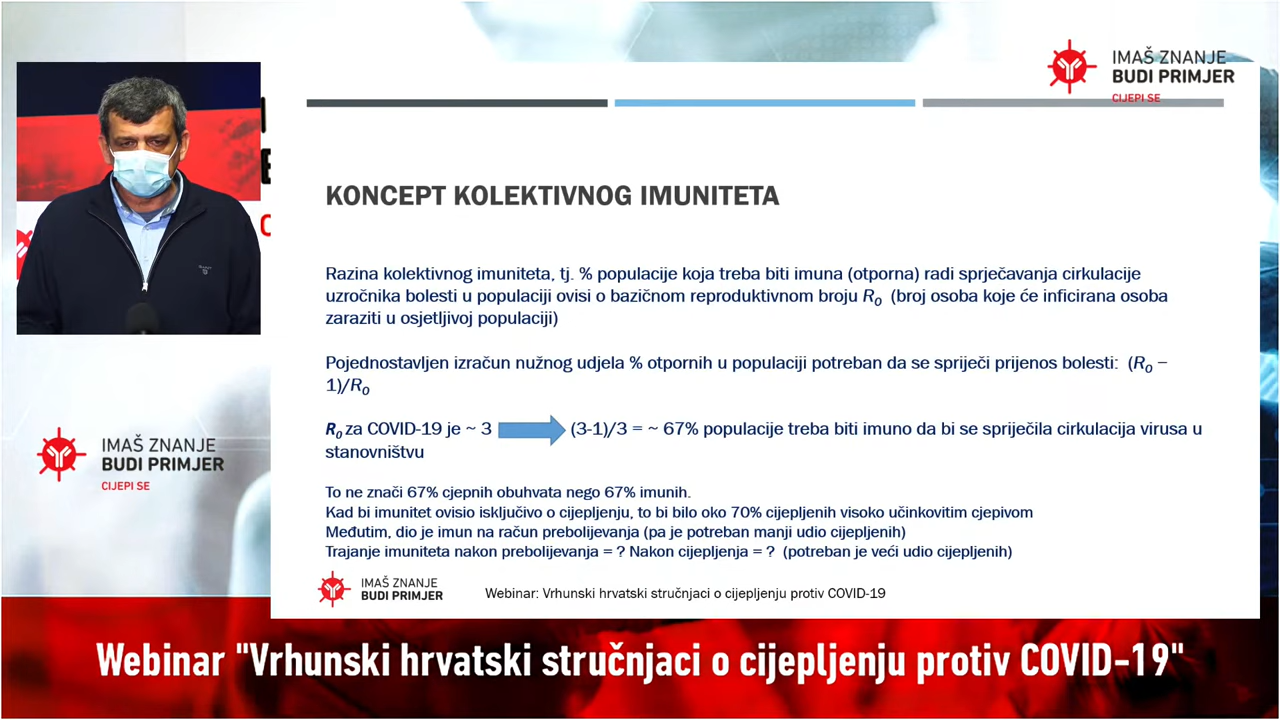 IMAŠ ZNANJE
BUDI PRIMJER
CIJEPI SE
KONCEPT KOLEKTIVNOG IMUNITETA
Razina kolektivnog imuniteta, tj. % populacije koja treba biti imuna (otporna) radi sprječavanja cirkulacije
uzročnika bolesti u populaciji ovisi o bazičnom reproduktivnom broju R₀ (broj osoba koje će inficirana osoba
zaraziti u osjetljivoj populaciji)
Pojednostavljen izračun nužnog udjela % otpornih u populaciji potreban da se spriječi prijenos bolesti: (R₀ –
1)/R₀
R₀ za COVID-19 je ~ 3 (3-1)/3 = ~ 67% populacije treba biti imuno da bi se spriječila cirkulacija virusa u
stanovništvu
To ne znači 67% cjepnih obuhvata nego 67% imunih.
Kad bi imunitet ovisio isključivo o cijepljenju, to bi bilo oko 70% cijepljenih visoko učinkovitim cjepivom
Međutim, dio je imun na račun prebolijevanja (pa je potreban manji udio cijepljenih)
Trajanje imuniteta nakon prebolijevanja = ? Nakon cijepljenja = ? (potreban je veći udio cijepljenih)
IMAŠ ZNANJE
BUDI PRIMJER
Webinar: Vrhunski hrvatski stručnjaci o cijepljenju protiv COVID-19
IMAŠ ZNANJE
BUDI PRIMJER
CIJEPI SE
Webinar "Vrhunski hrvatski stručnjaci o cijepljenju protiv COVID-19"